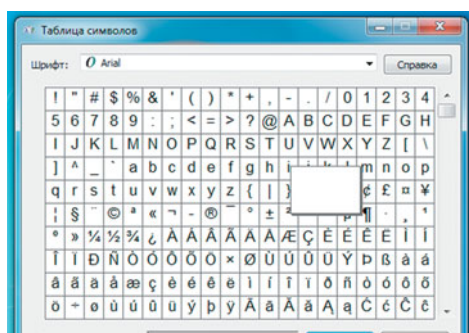 Таблица символов
Шрифт: O Arial Справка
! " # $ % & ' ( ) * + , - . / 0 1 2 3 4
5 6 7 8 9 : ; < = > ? @ A B C D E F G H
I J K L M N O P Q R S T U V W X Y Z [ \
] ^ _ ` a b c d e f g h i j k l m n o p
q r s t u v w x y z { | } ¢ £ ¤ ¥
¦ § ¨ © ª « ¬ - ® ¯ ° ± ² µ ¶ · ¸ ¹
º » ¼ ½ ¾ ¿ À Á Â Ã Ä Å Æ Ç È É Ê Ë Ì Í
Î Ï Ð Ñ Ò Ó Ô Õ Ö × Ø Ù Ú Û Ü Ý Þ ß à á
â ã ä å æ ç è é ê ë ì í î ï ð ñ ò ó ô õ
ö ÷ ø ù ú û ü ý þ ÿ Ā ā Ă ă Ą ą Ć ć Ĉ ĉ